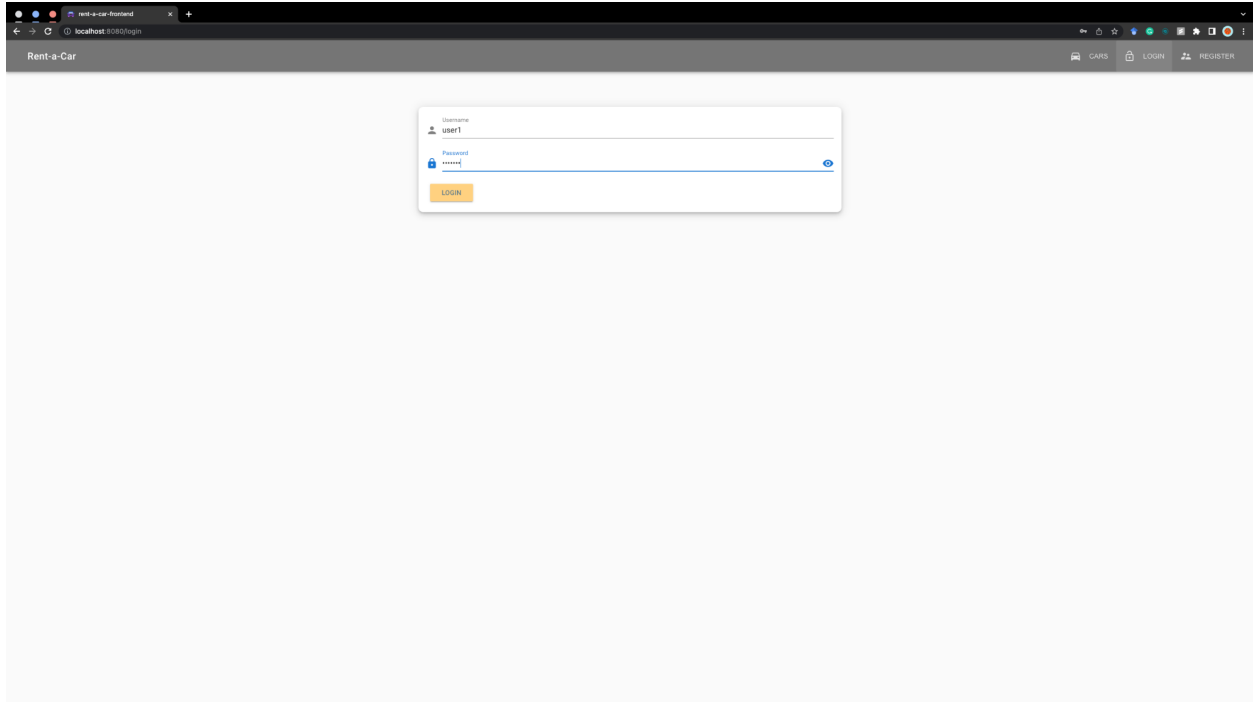 rent-a-car-frontend
localhost:8080/login
Rent-a-Car
CARS
LOGIN
REGISTER
Username
user1
Password
•••••••
LOGIN